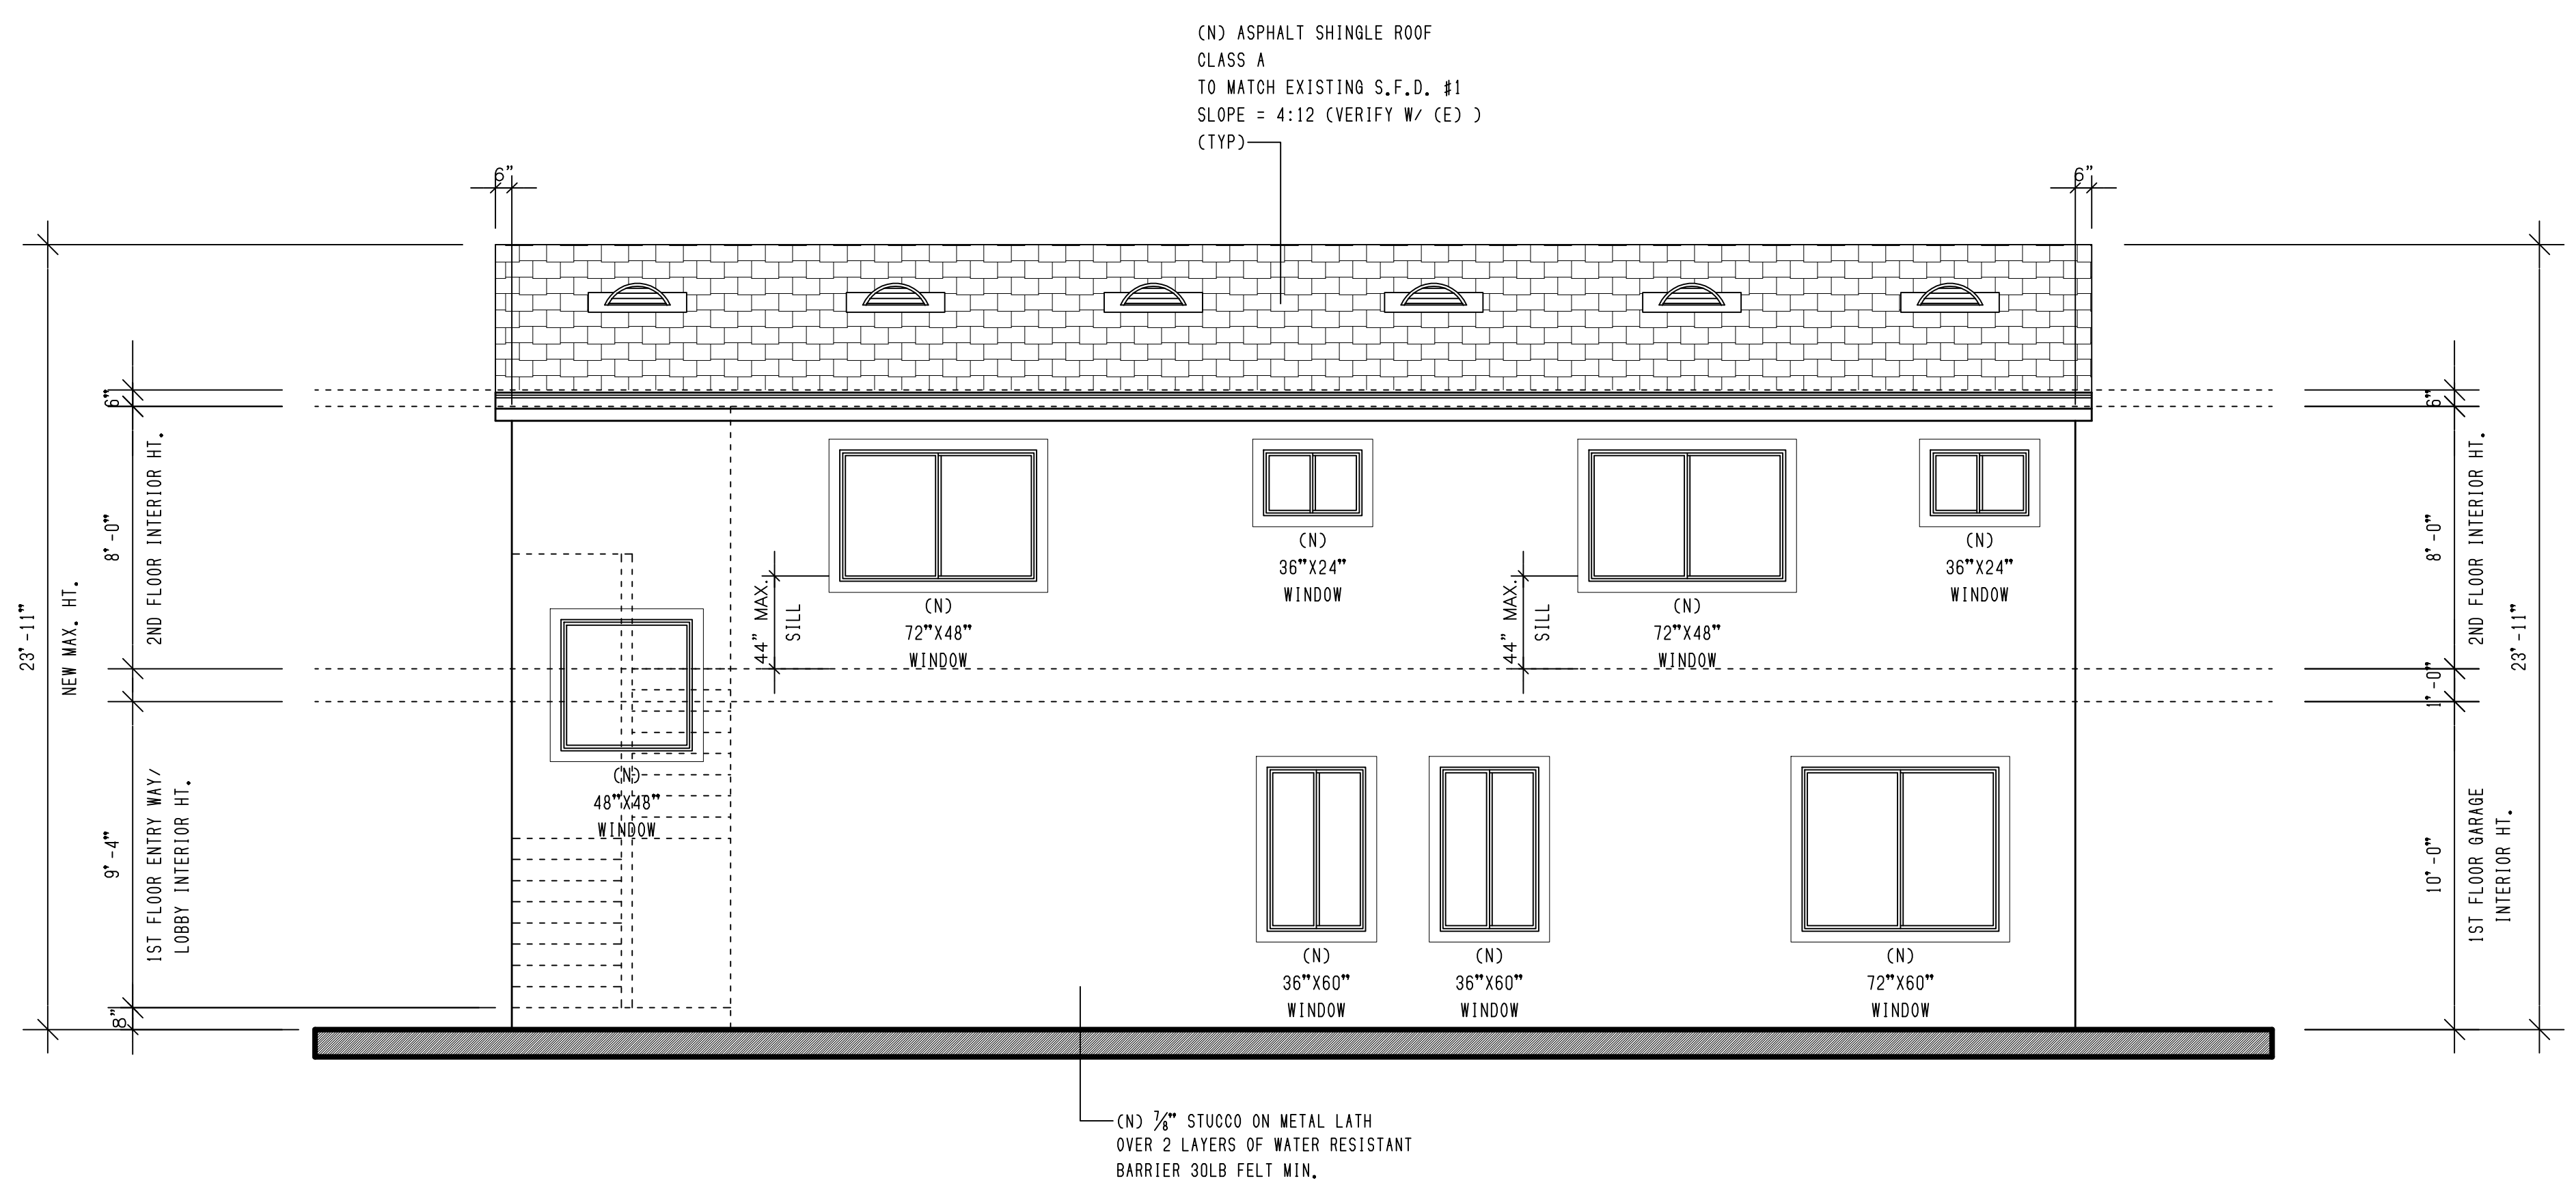 (N) ASPHALT SHINGLE ROOF
CLASS A
TO MATCH EXISTING S.F.D. #1
SLOPE = 4:12 (VERIFY W/ (E) )
(TYP)
6"
6"
23'-11"
NEW MAX. HT.
6"
8'-0"
2ND FLOOR INTERIOR HT.
9'-4"
1ST FLOOR ENTRY WAY/
LOBBY INTERIOR HT.
8"
(N)
72"X48"
WINDOW
(N)
36"X24"
WINDOW
(N)
72"X48"
WINDOW
(N)
36"X24"
WINDOW
44" MAX.
SILL
44" MAX.
SILL
(N)
48"X48"
WINDOW
(N)
36"X60"
WINDOW
(N)
36"X60"
WINDOW
(N)
72"X60"
WINDOW
6"
8'-0"
2ND FLOOR INTERIOR HT.
1'-0"
10'-0"
1ST FLOOR GARAGE
INTERIOR HT.
23'-11"
(N) ⅞" STUCCO ON METAL LATH
OVER 2 LAYERS OF WATER RESISTANT
BARRIER 30LB FELT MIN.